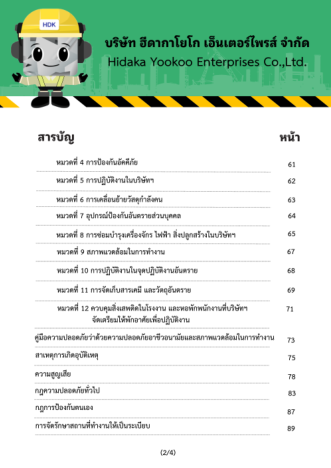 HDK
บริษัท ฮีดากาโยโก เอ็นเตอร์ไพรส์ จำกัด
Hidaka Yookoo Enterprises Co.,Ltd.
สารบัญ หน้า
หมวดที่ 4 การป้องกันอัคคีภัย 61
หมวดที่ 5 การปฏิบัติงานในบริษัทฯ 62
หมวดที่ 6 การเคลื่อนย้ายวัสดุกำลังคน 63
หมวดที่ 7 อุปกรณ์ป้องกันอันตรายส่วนบุคคล 64
หมวดที่ 8 การซ่อมบำรุงเครื่องจักร ไฟฟ้า สิ่งปลูกสร้างในบริษัทฯ 65
หมวดที่ 9 สภาพแวดล้อมในการทำงาน 67
หมวดที่ 10 การปฏิบัติงานในจุดปฏิบัติงานอันตราย 68
หมวดที่ 11 การจัดเก็บสารเคมี และวัตถุอันตราย 69
หมวดที่ 12 ควบคุมสิ่งเสพติดในโรงงาน และหอพักพนักงานที่บริษัทฯ 71
จัดเตรียมให้พักอาศัยเพื่อปฏิบัติงาน
คู่มือความปลอดภัยว่าด้วยความปลอดภัยอาชีวอนามัยและสภาพแวดล้อมในการทำงาน 73
สาเหตุการเกิดอุบัติเหตุ 75
ความสูญเสีย 78
กฎความปลอดภัยทั่วไป 83
กฎการป้องกันตนเอง 87
การจัดรักษาสถานที่ทำงานให้เป็นระเบียบ 89
(2/4)